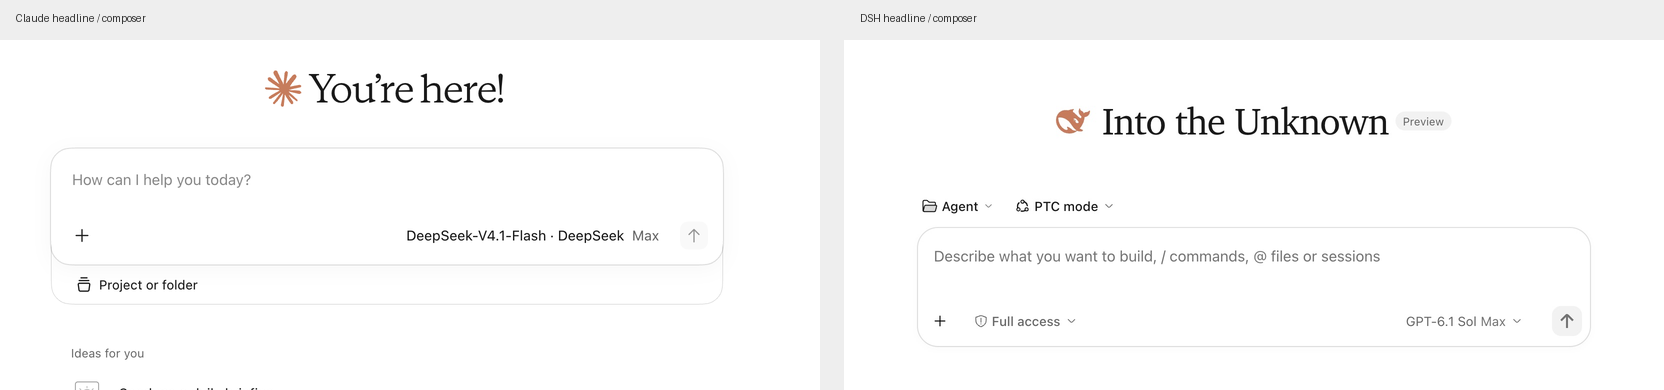 Claude headline / composer
You're here!
How can I help you today?
DeepSeek-V4.1-Flash · DeepSeek Max
Project or folder
Ideas for you
DSH headline / composer
Into the Unknown Preview
Agent PTC mode
Describe what you want to build, / commands, @ files or sessions
Full access GPT-6.1 Sol Max